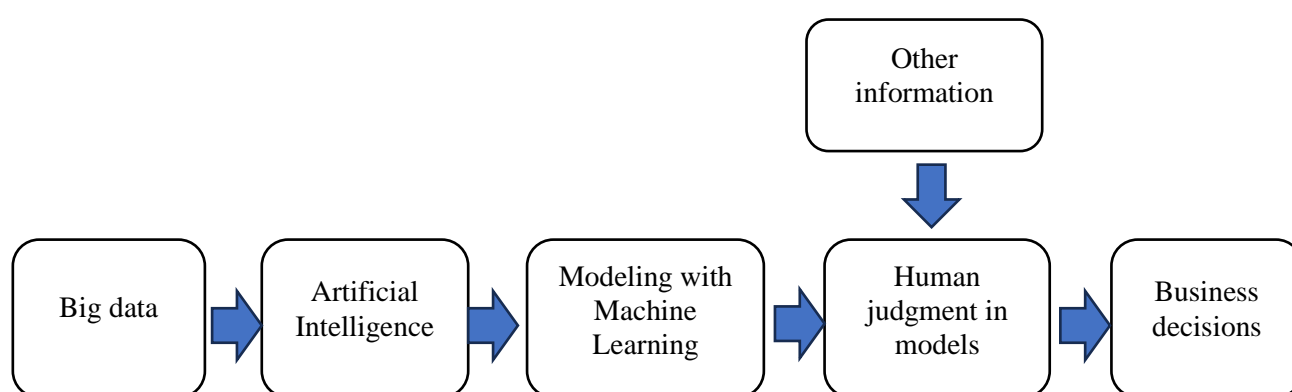 Other
information
Big data
Artificial
Intelligence
Modeling with
Machine
Learning
Human
judgment in
models
Business
decisions